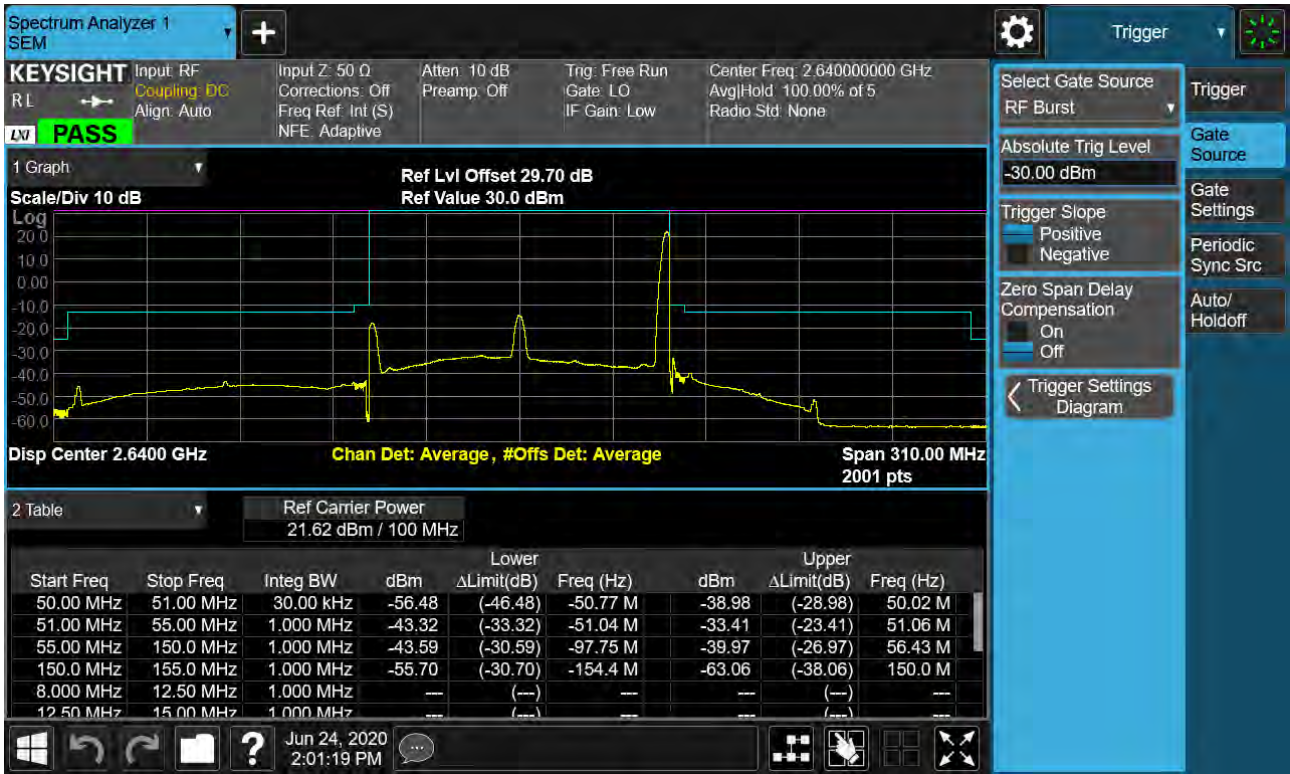 Spectrum Analyzer 1
SEM
+
Trigger
KEYSIGHT
RL
LXI PASS
Input: RF
Coupling: DC
Align: Auto
Input Z: 50 Ω
Corrections: Off
Freq Ref: Int (S)
NFE: Adaptive
Atten: 10 dB
Preamp: Off
Trig: Free Run
Gate: LO
IF Gain: Low
Center Freq: 2.640000000 GHz
Avg|Hold: 100.00% of 5
Radio Std: None
1 Graph
Ref Lvl Offset 29.70 dB
Scale/Div 10 dB
Ref Value 30.0 dBm
Log
20.0
10.0
0.00
-10.0
-20.0
-30.0
-40.0
-50.0
-60.0
Disp Center 2.6400 GHz
Chan Det: Average, #Offs Det: Average
Span 310.00 MHz
2001 pts
2 Table
Ref Carrier Power
21.62 dBm / 100 MHz
Lower Upper
Start Freq Stop Freq Integ BW dBm ΔLimit(dB) Freq (Hz) dBm ΔLimit(dB) Freq (Hz)
50.00 MHz 51.00 MHz 30.00 kHz -56.48 (-46.48) -50.77 M -38.98 (-28.98) 50.02 M
51.00 MHz 55.00 MHz 1.000 MHz -43.32 (-33.32) -51.04 M -33.41 (-23.41) 51.06 M
55.00 MHz 150.0 MHz 1.000 MHz -43.59 (-30.59) -97.75 M -39.97 (-26.97) 56.43 M
150.0 MHz 155.0 MHz 1.000 MHz -55.70 (-30.70) -154.4 M -63.06 (-38.06) 150.0 M
8.000 MHz 12.50 MHz 1.000 MHz --- (---) --- --- (---) ---
12.50 MHz 15.00 MHz 1.000 MHz --- (---) --- --- (---) ---
?
Jun 24, 2020
2:01:19 PM
Select Gate Source
RF Burst
Absolute Trig Level
-30.00 dBm
Trigger Slope
Positive
Negative
Zero Span Delay
Compensation
On
Off
Trigger Settings
Diagram
Trigger
Gate
Source
Gate
Settings
Periodic
Sync Src
Auto/
Holdoff